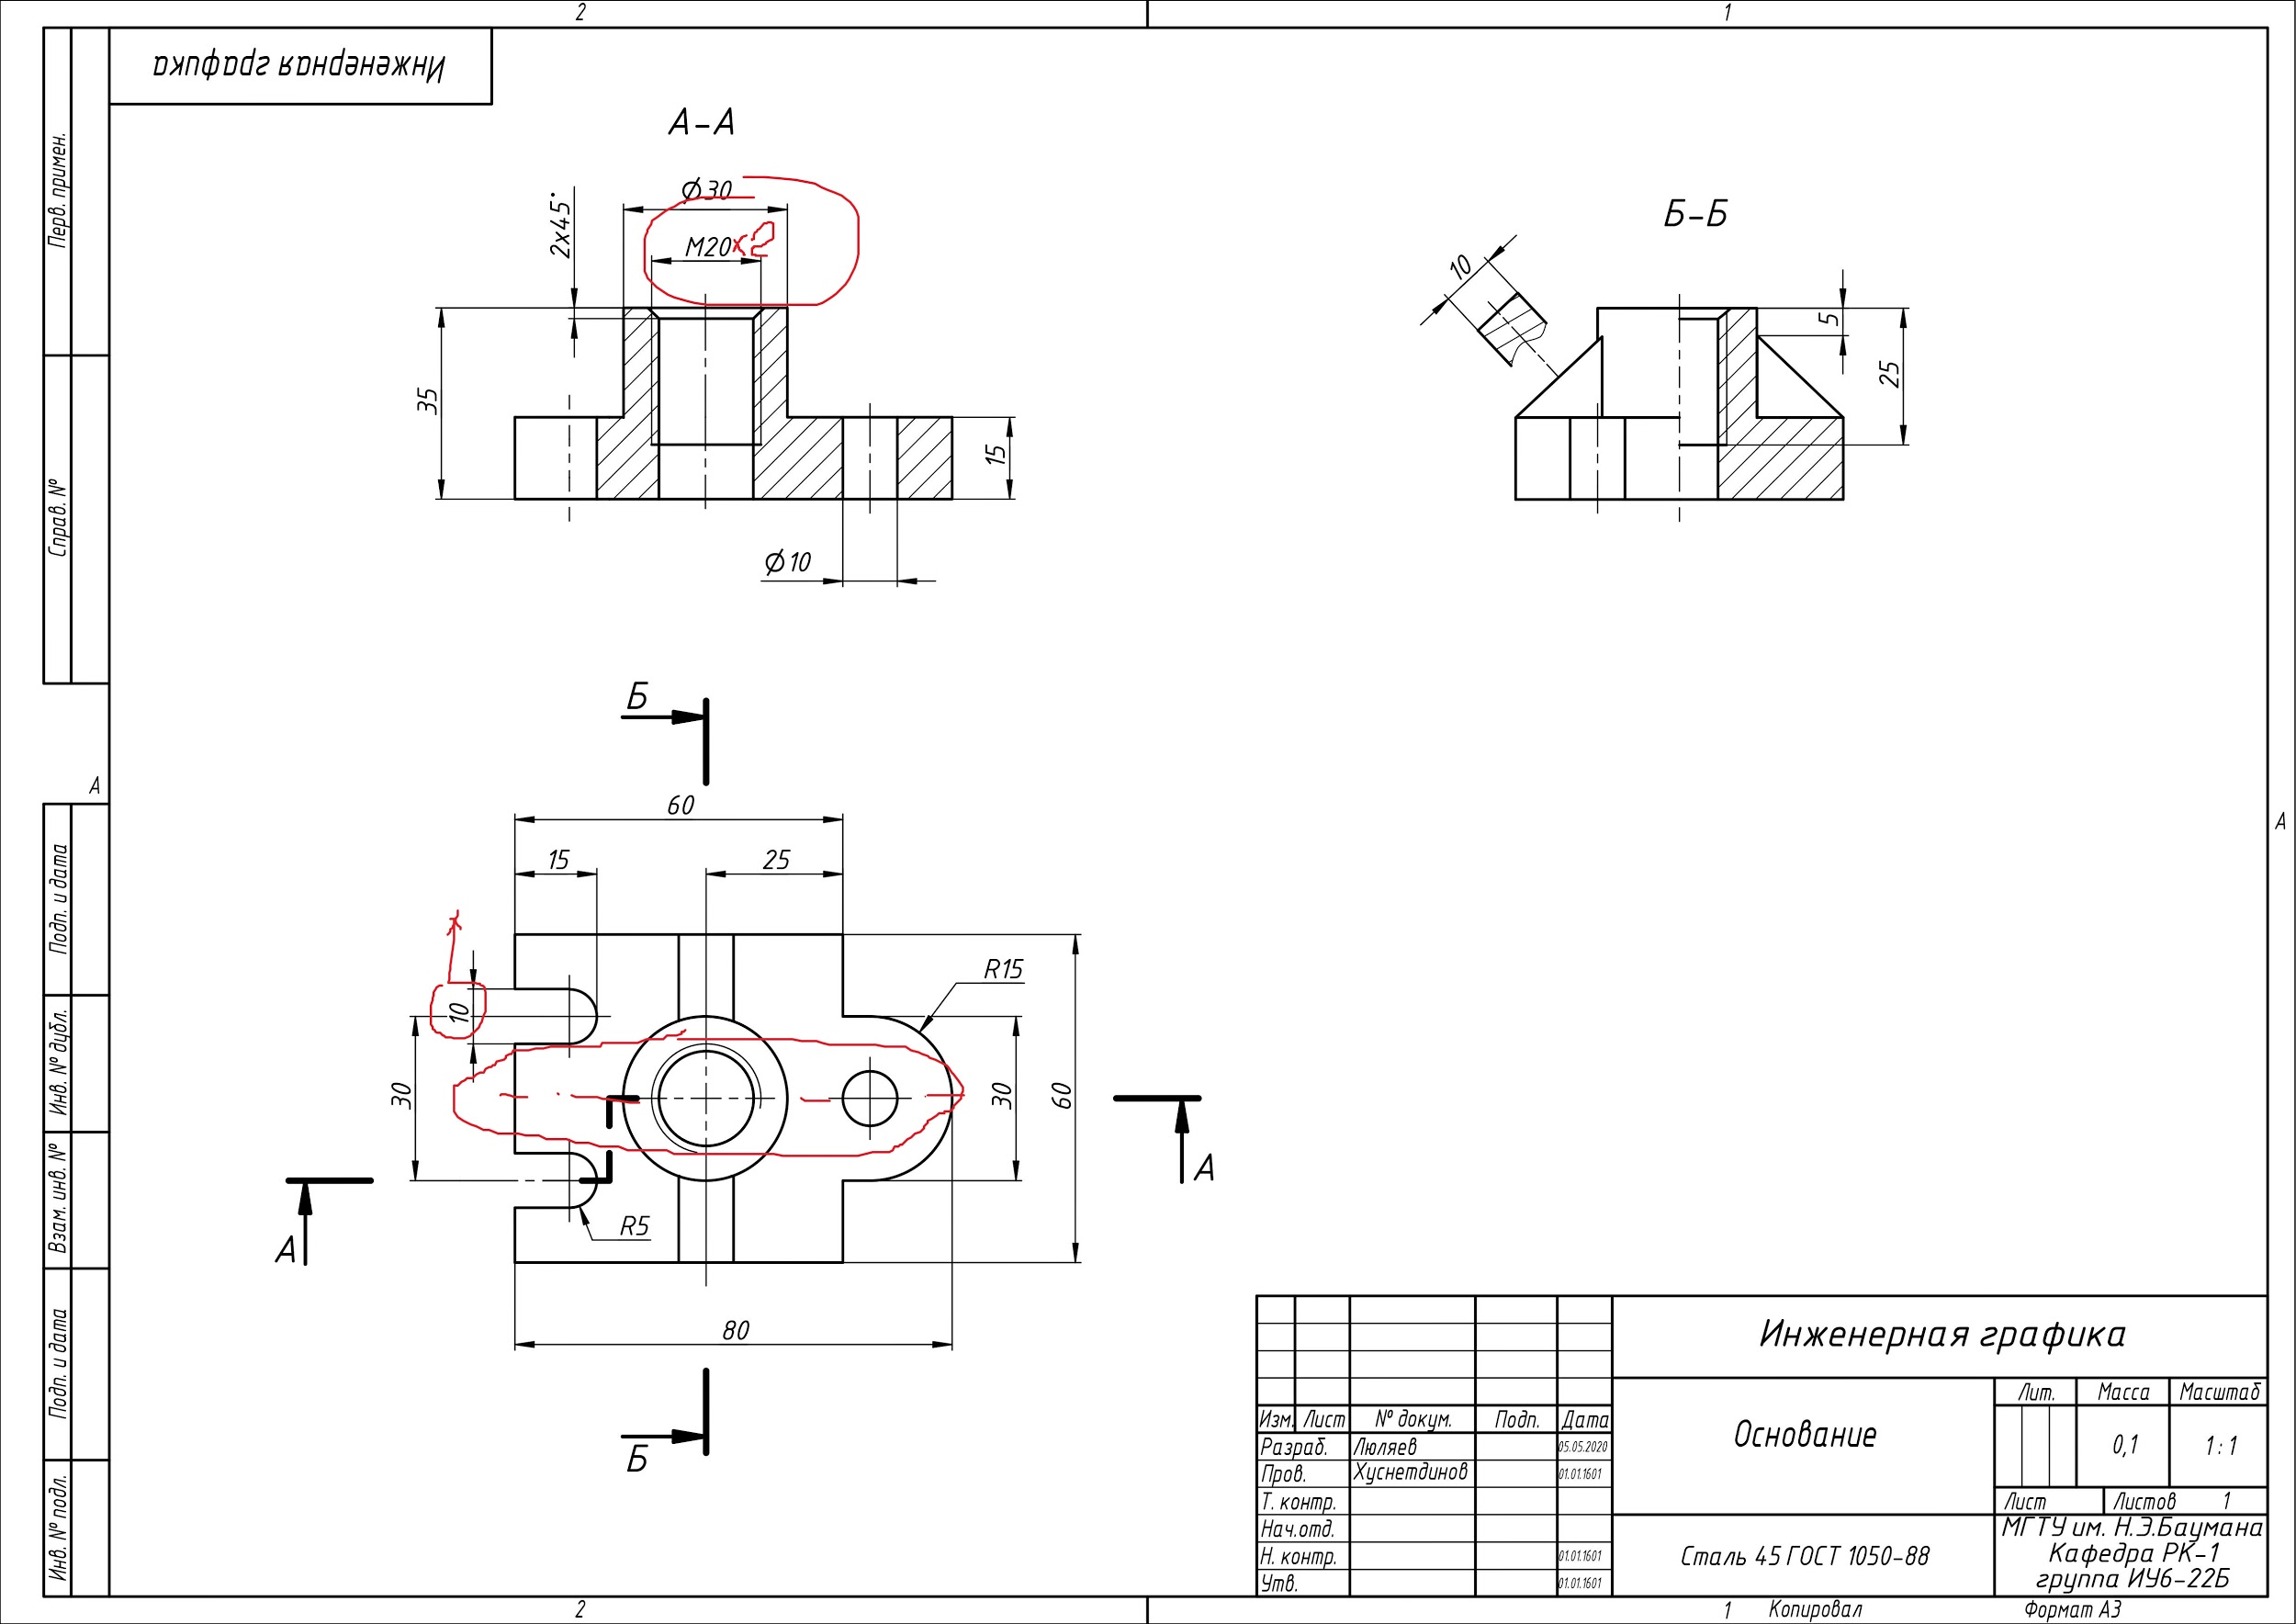 2
1
Инженерная графика
Перв. примен.
Справ. №
А
Подп. и дата
Инв. № дубл.
Взам. инв. №
Подп. и дата
Инв. № подл.
А-А
⌀30
2x45°
М20x2
35
15
⌀10
Б-Б
10
5
25
Б
60
15
25
10
R15
30
30
60
А
А
А
R5
80
Б
Инженерная графика
Лит. Масса Масштаб
Основание
0,1 1:1
Изм. Лист № докум. Подп. Дата
Разраб. Люляев 05.05.2020
Пров. Хуснетдинов 01.01.1601
Т. контр.
Лист Листов 1
Нач.отд.
Н. контр. 01.01.1601
Утв. 01.01.1601
Сталь 45 ГОСТ 1050-88
МГТУ им. Н.Э.Баумана
Кафедра РК-1
группа ИУ6-22Б
2
1
Копировал Формат А3